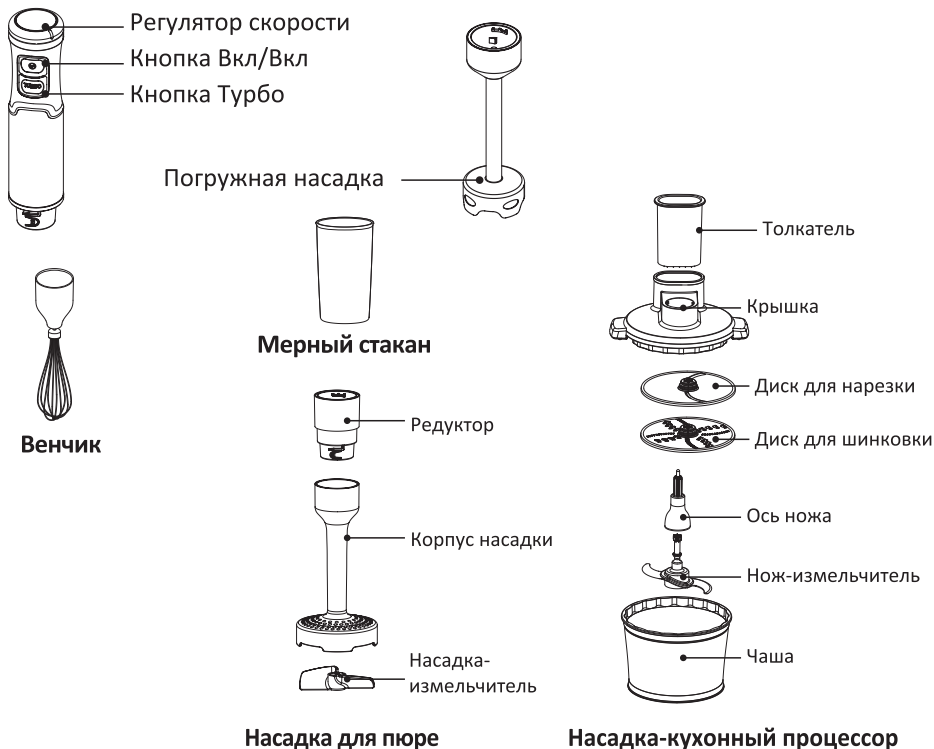 Регулятор скорости
Кнопка Вкл/Вкл
Кнопка Турбо
Погружная насадка
Толкатель
Крышка
Мерный стакан
Диск для нарезки
Редуктор
Диск для шинковки
Венчик
Ось ножа
Корпус насадки
Нож-измельчитель
Чаша
Насадка-
измельчитель
Насадка для пюре
Насадка-кухонный процессор